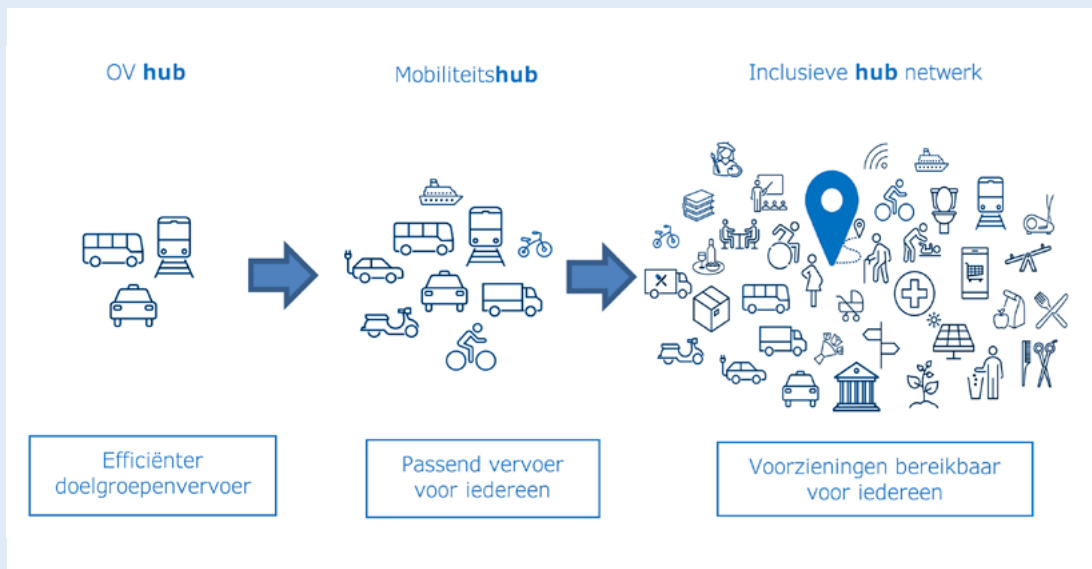 OV hub
Mobiliteitshub
Inclusieve hub netwerk
Efficiënter
doelgroepenvervoer
Passend vervoer
voor iedereen
Voorzieningen bereikbaar
voor iedereen